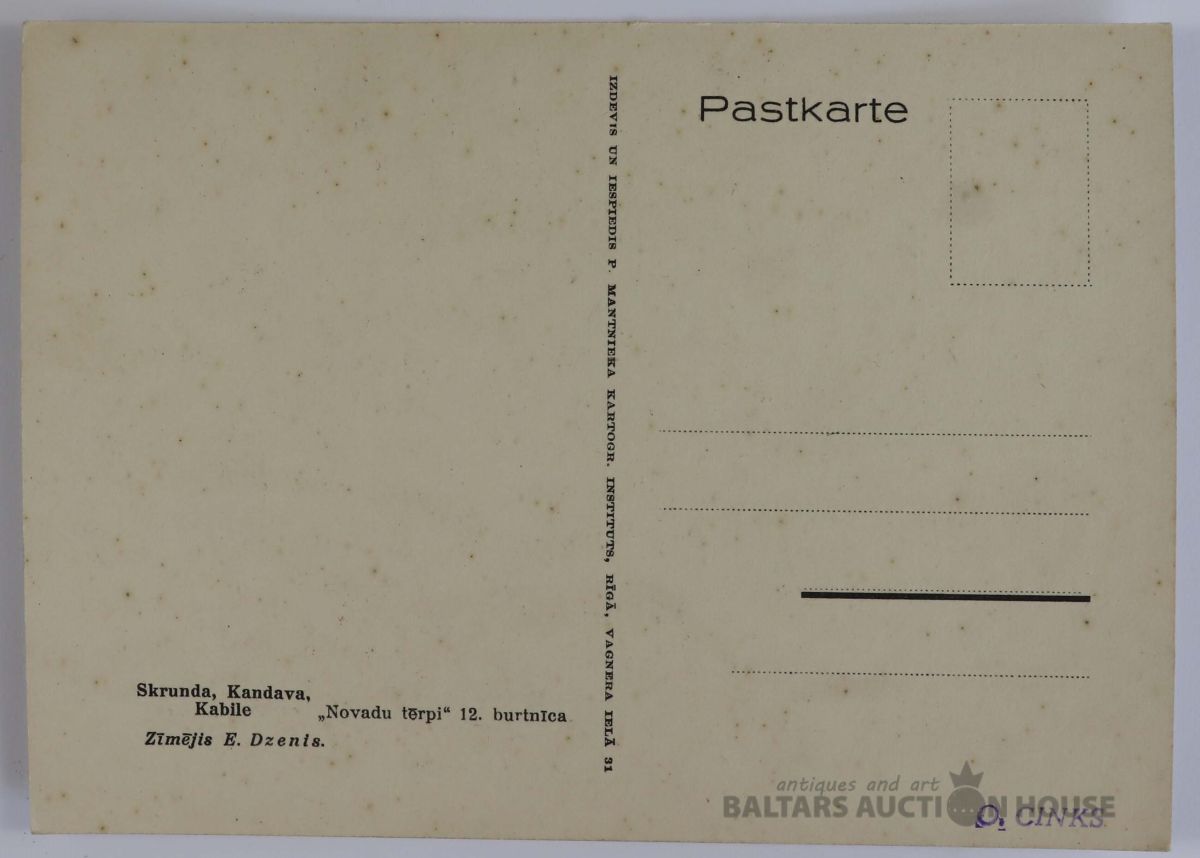 Skrunda, Kandava,
Kabile
„Novadu tērpi“ 12. burtnīca
Zīmējis E. Dzenis.
IZDEVIS UN IESPIEDIS P. MANTNIEKA KARTOGR. INSTITUTS, RĪGĀ, VAGNERA IELĀ 31
Pastkarte
antiques and art
BALTARS AUCTION HOUSE
O. CINKS